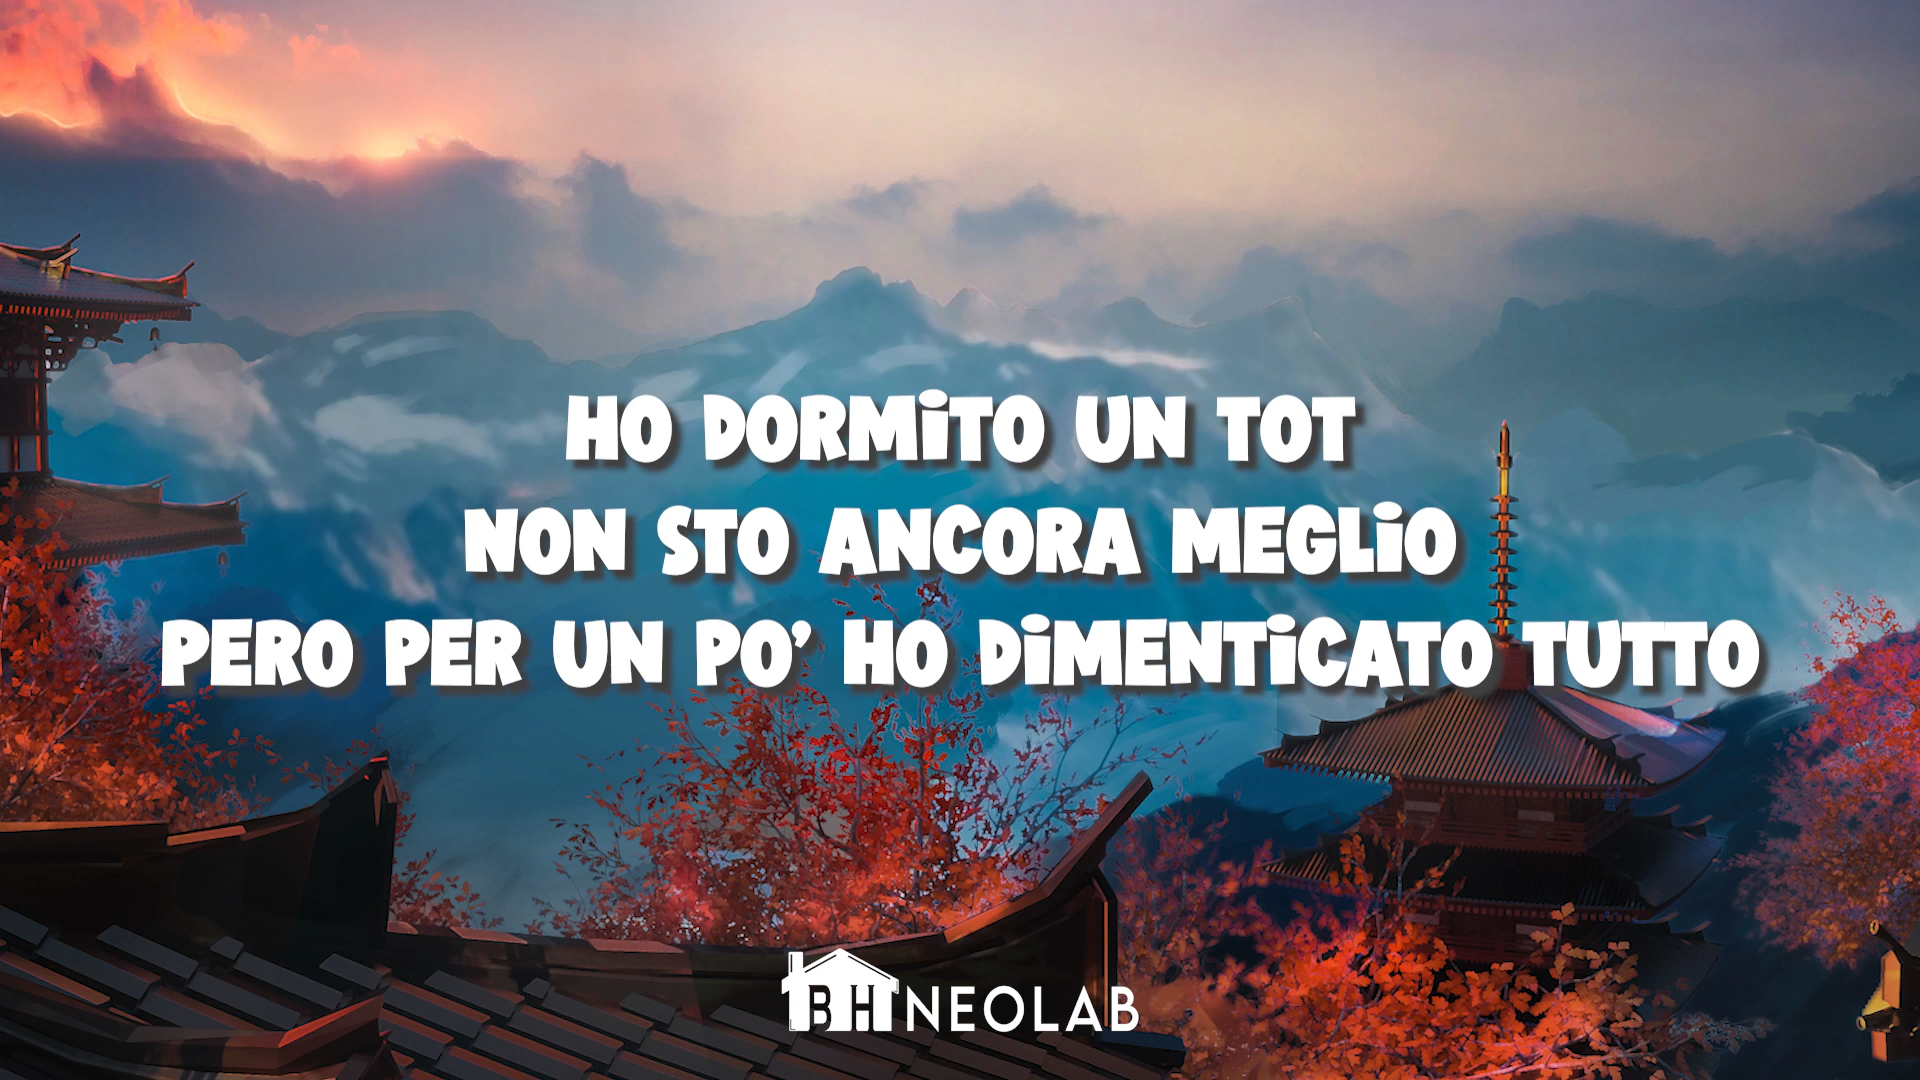 HO DORMiTO UN TOT
NON STO ANCORA MEGLiO
PERO PER UN PO’ HO DiMENTiCATO TUTTO
BH NEOLAB